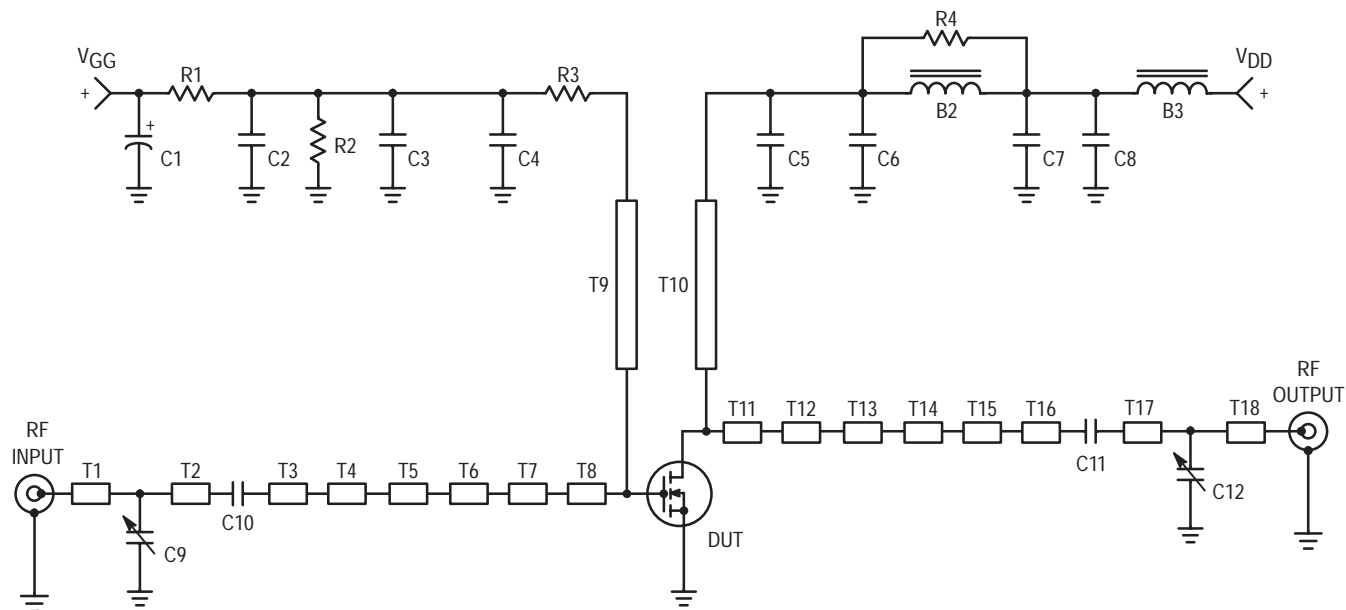 R4
VGG
+
R1
R3
VDD
+
B2
B3
+
C1
C2
R2
C3
C4
C5
C6
C7
C8
T9
T10
RF
OUTPUT
T11
T12
T13
T14
T15
T16
T17
T18
C11
C12
RF
INPUT
T1
T2
T3
T4
T5
T6
T7
T8
C10
C9
DUT